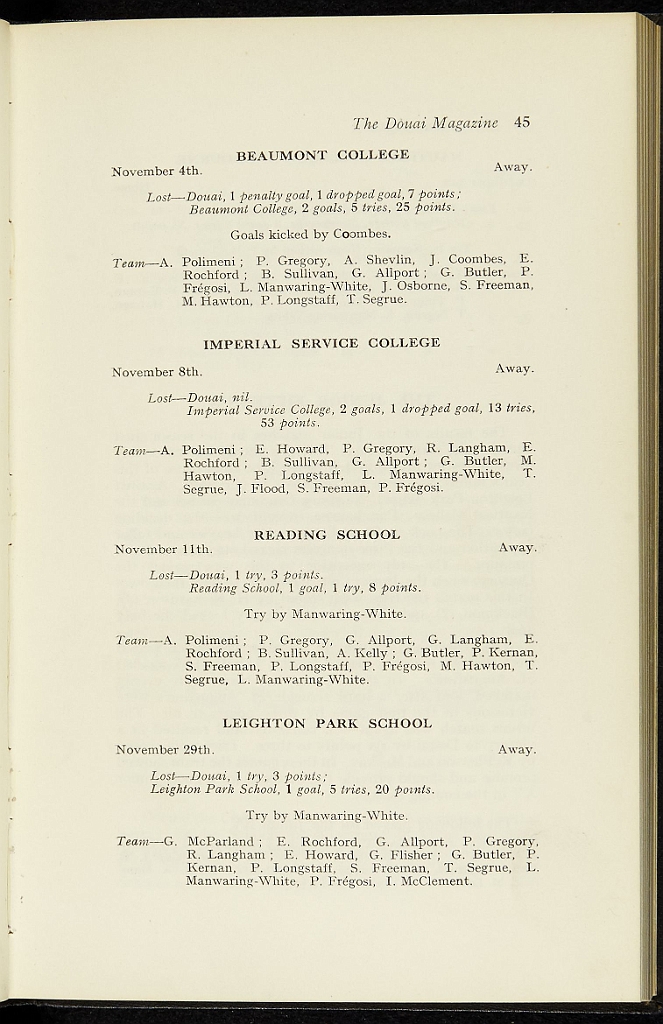 The Douai Magazine 45
BEAUMONT COLLEGE
November 4th. Away.
Lost—Douai, 1 penalty goal, 1 dropped goal, 7 points;
Beaumont College, 2 goals, 5 tries, 25 points.
Goals kicked by Coombes.
Team—A. Polimeni; P. Gregory, A. Shevlin, J. Coombes, E.
Rochford; B. Sullivan, G. Allport; G. Butler, P.
Frégosi, L. Manwaring-White, J. Osborne, S. Freeman,
M. Hawton, P. Longstaff, T. Segrue.
IMPERIAL SERVICE COLLEGE
November 8th. Away.
Lost—Douai, nil.
Imperial Service College, 2 goals, 1 dropped goal, 13 tries,
53 points.
Team—A. Polimeni; E. Howard, P. Gregory, R. Langham, E.
Rochford; B. Sullivan, G. Allport; G. Butler, M.
Hawton, P. Longstaff, L. Manwaring-White, T.
Segrue, J. Flood, S. Freeman, P. Frégosi.
READING SCHOOL
November 11th. Away.
Lost—Douai, 1 try, 3 points.
Reading School, 1 goal, 1 try, 8 points.
Try by Manwaring-White.
Team—A. Polimeni; P. Gregory, G. Allport, G. Langham, E.
Rochford; B. Sullivan, A. Kelly; G. Butler, P. Kernan,
S. Freeman, P. Longstaff, P. Frégosi, M. Hawton, T.
Segrue, L. Manwaring-White.
LEIGHTON PARK SCHOOL
November 29th. Away.
Lost—Douai, 1 try, 3 points;
Leighton Park School, 1 goal, 5 tries, 20 points.
Try by Manwaring-White.
Team—G. McParland; E. Rochford, G. Allport, P. Gregory,
R. Langham; E. Howard, G. Flisher; G. Butler, P.
Kernan, P. Longstaff, S. Freeman, T. Segrue, L.
Manwaring-White, P. Frégosi, I. McClement.